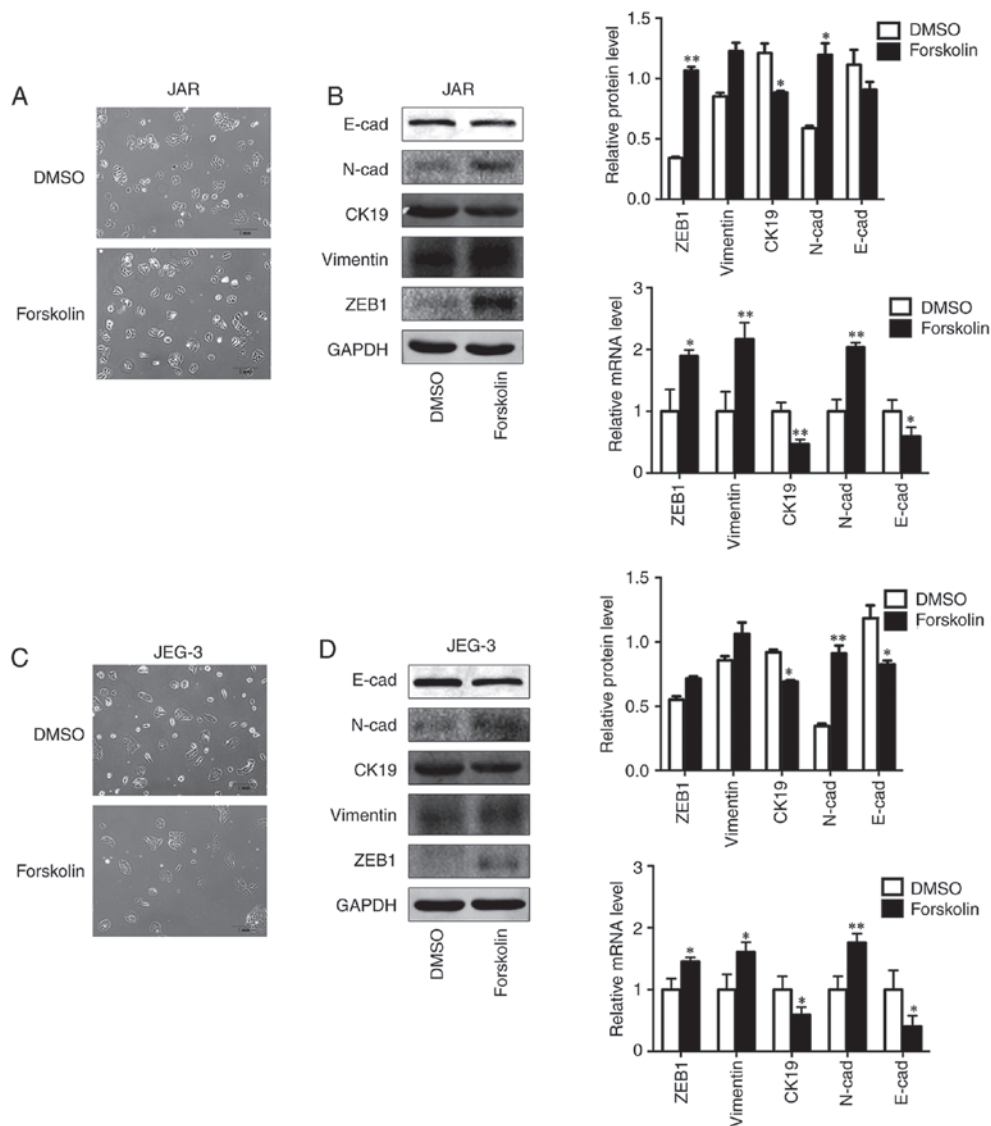 A
JAR
DMSO
Forskolin
B
JAR
E-cad
N-cad
CK19
Vimentin
ZEB1
GAPDH
DMSO
Forskolin
Relative protein level
1.5
1.0
0.5
0.0
** * *
DMSO
Forskolin
ZEB1
Vimentin
CK19
N-cad
E-cad
Relative mRNA level
3
2
1
0
* ** ** ** *
DMSO
Forskolin
ZEB1
Vimentin
CK19
N-cad
E-cad
C
JEG-3
DMSO
Forskolin
D
JEG-3
E-cad
N-cad
CK19
Vimentin
ZEB1
GAPDH
DMSO
Forskolin
Relative protein level
1.5
1.0
0.5
0.0
* ** *
DMSO
Forskolin
ZEB1
Vimentin
CK19
N-cad
E-cad
Relative mRNA level
3
2
1
0
* * * ** *
DMSO
Forskolin
ZEB1
Vimentin
CK19
N-cad
E-cad